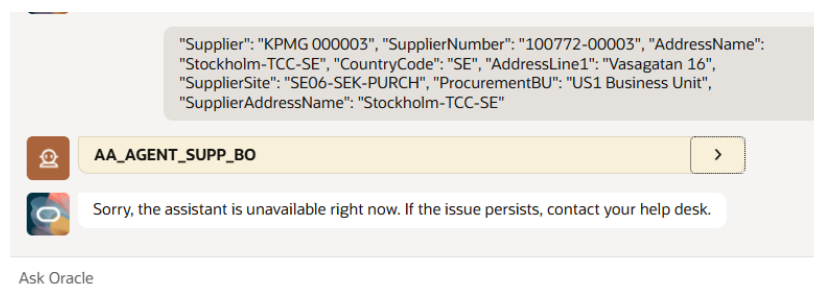 "Supplier": "KPMG 000003", "SupplierNumber": "100772-00003", "AddressName":
"Stockholm-TCC-SE", "CountryCode": "SE", "AddressLine1": "Vasagatan 16",
"SupplierSite": "SE06-SEK-PURCH", "ProcurementBU": "US1 Business Unit",
"SupplierAddressName": "Stockholm-TCC-SE"
AA_AGENT_SUPP_BO
Sorry, the assistant is unavailable right now. If the issue persists, contact your help desk.
Ask Oracle